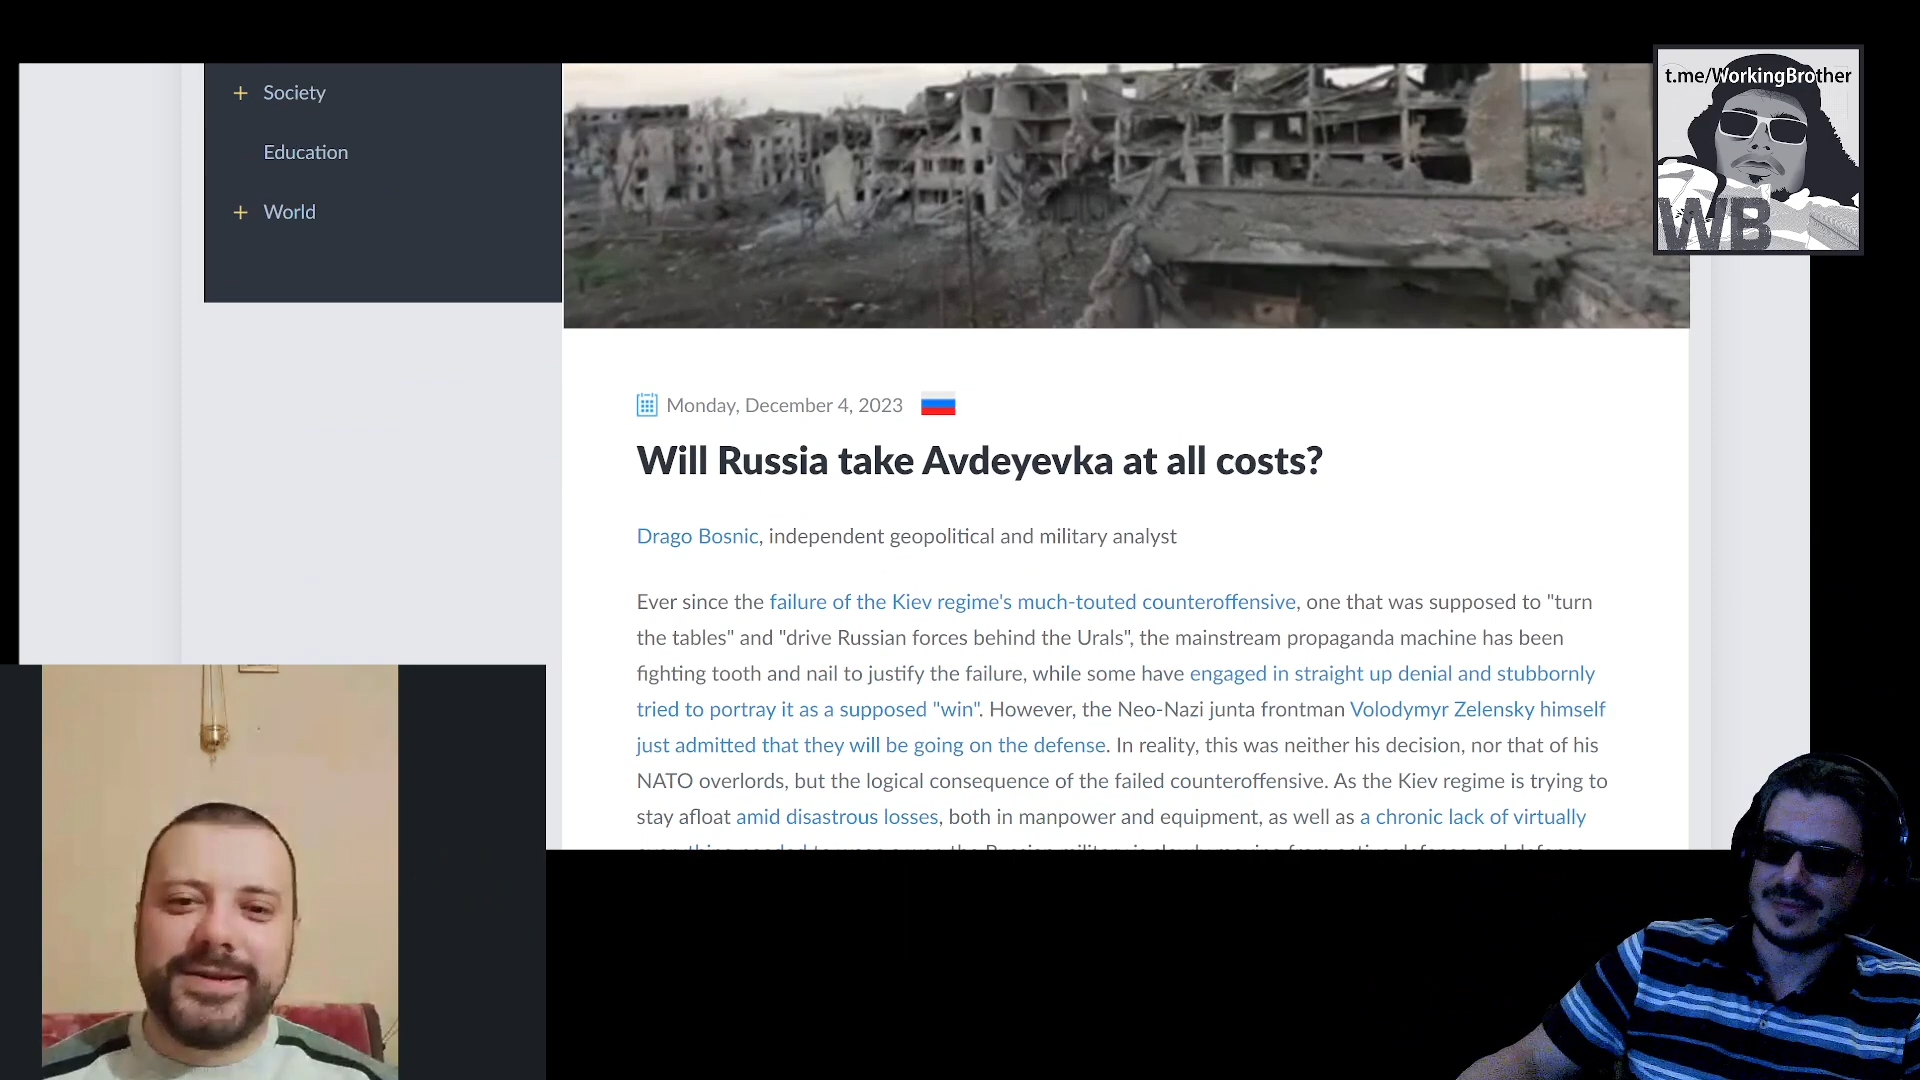 Society
Education
World
t.me/WorkingBrother
WB
Monday, December 4, 2023
Will Russia take Avdeyevka at all costs?
Drago Bosnic, independent geopolitical and military analyst
Ever since the failure of the Kiev regime's much-touted counteroffensive, one that was supposed to "turn
the tables" and "drive Russian forces behind the Urals", the mainstream propaganda machine has been
fighting tooth and nail to justify the failure, while some have engaged in straight up denial and stubbornly
tried to portray it as a supposed "win". However, the Neo-Nazi junta frontman Volodymyr Zelensky himself
just admitted that they will be going on the defense. In reality, this was neither his decision, nor that of his
NATO overlords, but the logical consequence of the failed counteroffensive. As the Kiev regime is trying to
stay afloat amid disastrous losses, both in manpower and equipment, as well as a chronic lack of virtually